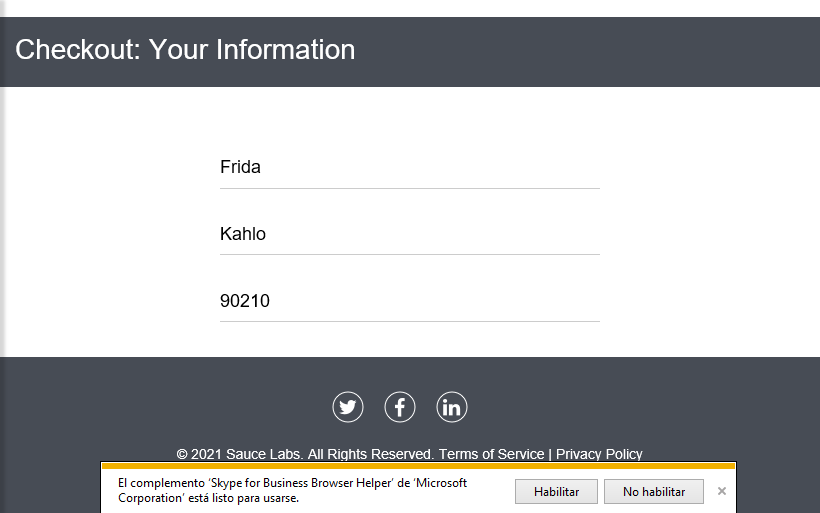 Checkout: Your Information
Frida
Kahlo
90210
© 2021 Sauce Labs. All Rights Reserved. Terms of Service | Privacy Policy
El complemento ‘Skype for Business Browser Helper’ de ‘Microsoft
Corporation’ está listo para usarse.
Habilitar
No habilitar